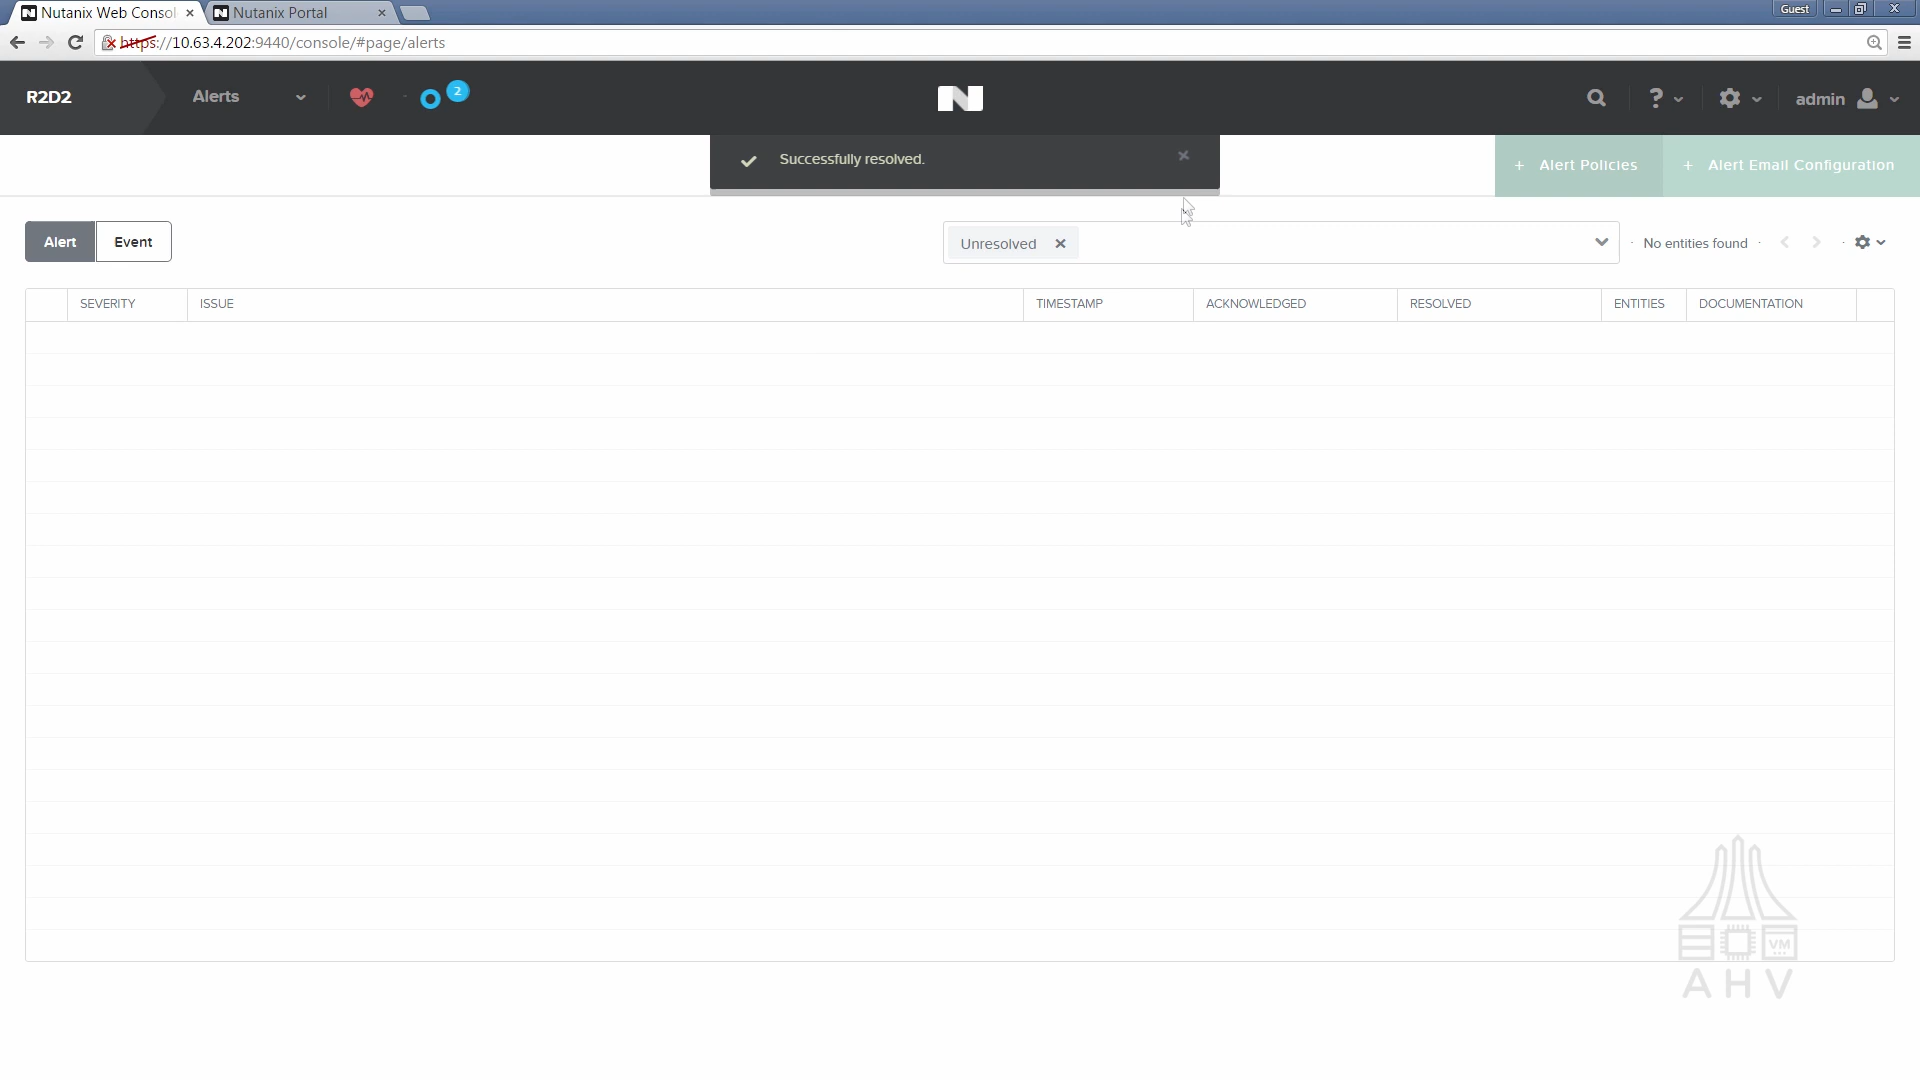 Nutanix Web Consol
Nutanix Portal
Guest
https://10.63.4.202:9440/console/#page/alerts
R2D2
Alerts
2
?
admin
Successfully resolved.
+ Alert Policies
+ Alert Email Configuration
Alert
Event
Unresolved
No entities found
SEVERITY
ISSUE
TIMESTAMP
ACKNOWLEDGED
RESOLVED
ENTITIES
DOCUMENTATION
VM
AHV